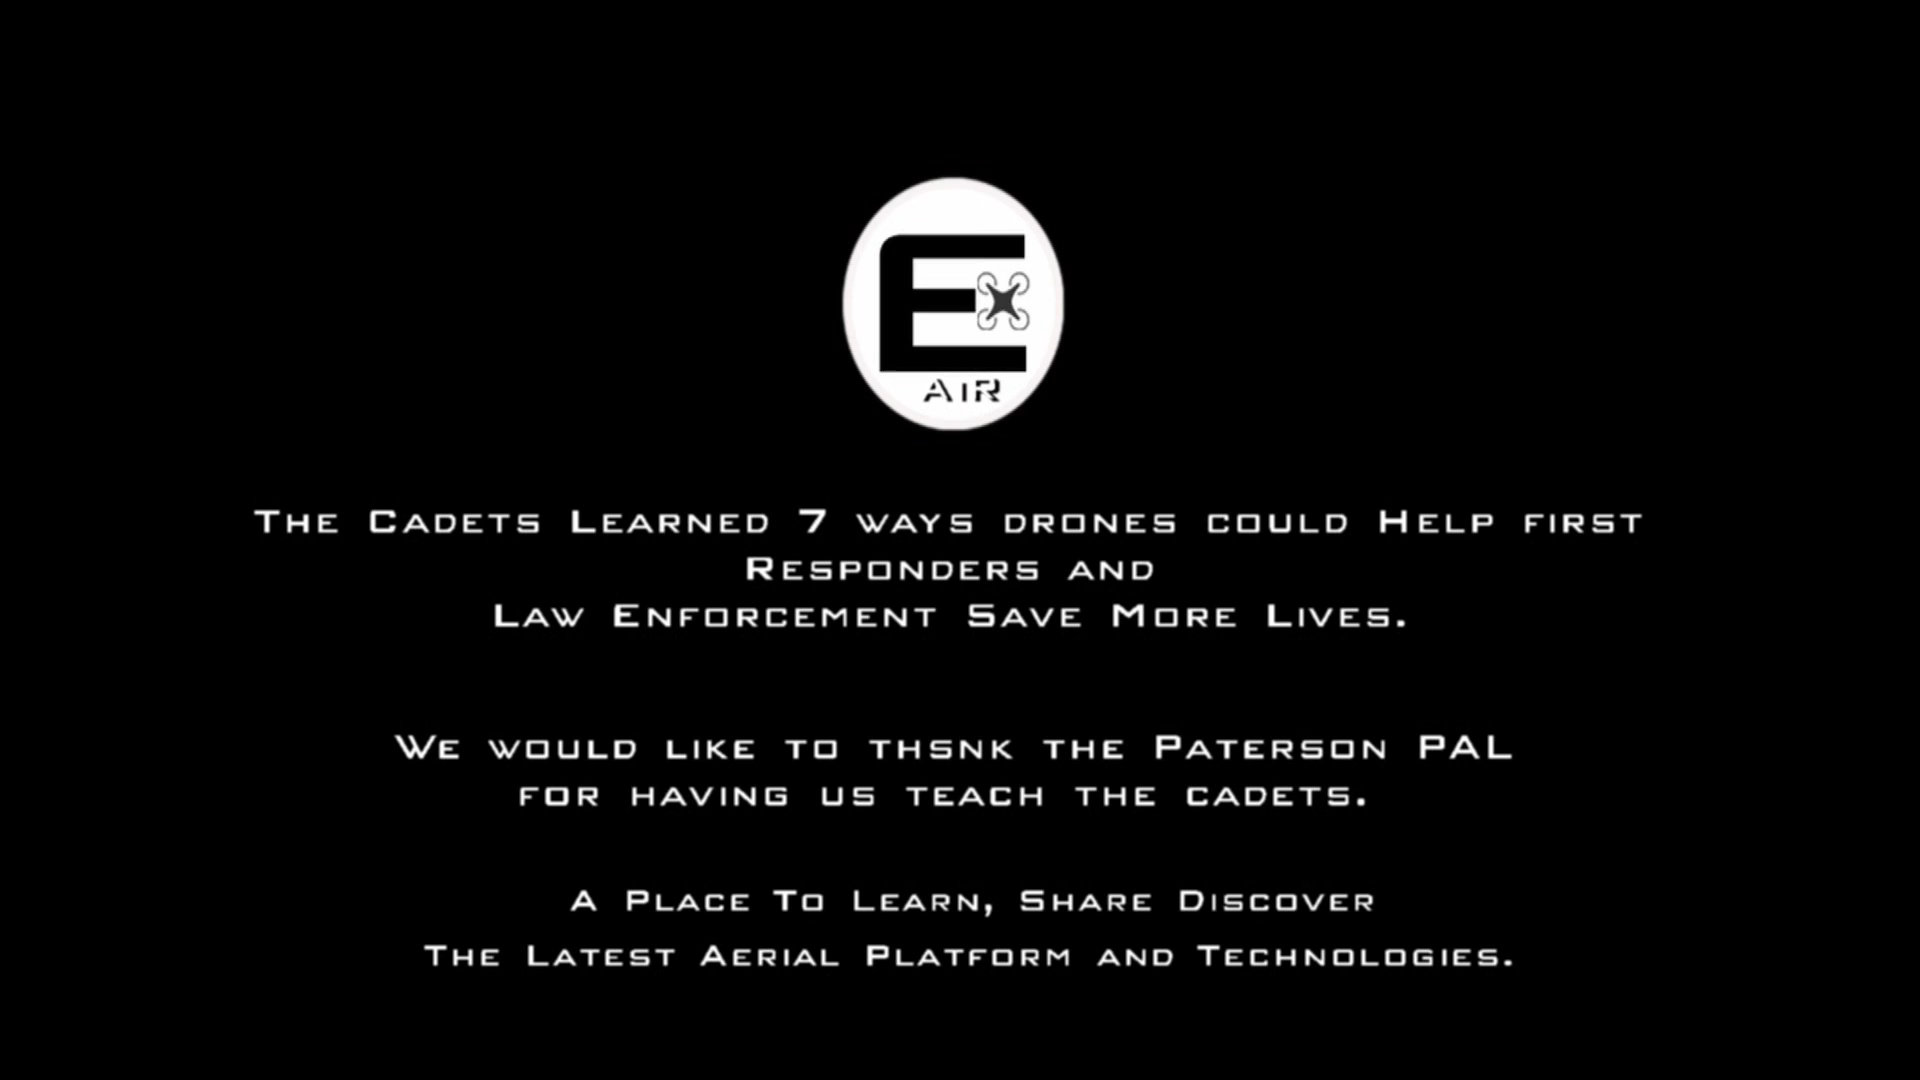 E
AIR
The Cadets Learned 7 ways drones could Help first
Responders and
Law Enforcement Save More Lives.
We would like to thsnk the Paterson PAL
for having us teach the cadets.
A Place To Learn, Share Discover
The Latest Aerial Platform and Technologies.